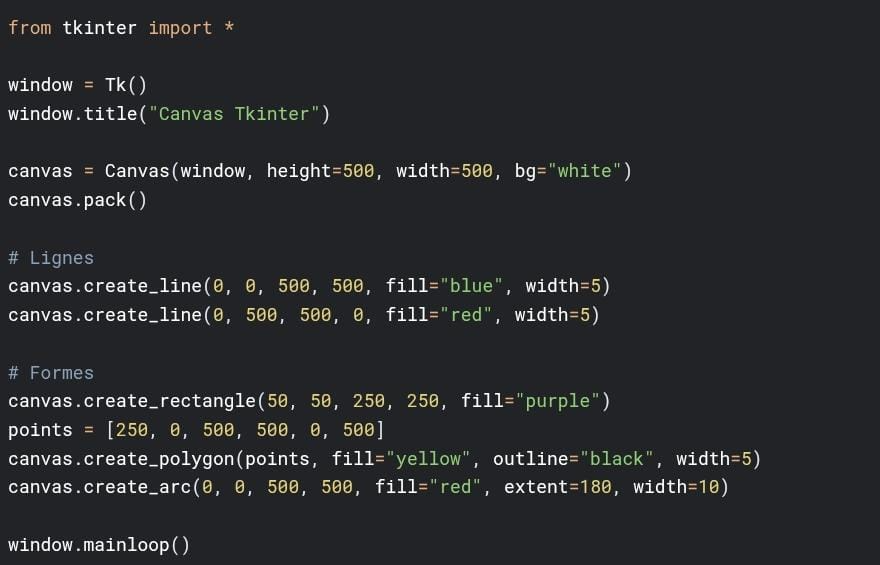 from tkinter import *
window = Tk()
window.title("Canvas Tkinter")
canvas = Canvas(window, height=500, width=500, bg="white")
canvas.pack()
# Lignes
canvas.create_line(0, 0, 500, 500, fill="blue", width=5)
canvas.create_line(0, 500, 500, 0, fill="red", width=5)
# Formes
canvas.create_rectangle(50, 50, 250, 250, fill="purple")
points = [250, 0, 500, 500, 0, 500]
canvas.create_polygon(points, fill="yellow", outline="black", width=5)
canvas.create_arc(0, 0, 500, 500, fill="red", extent=180, width=10)
window.mainloop()